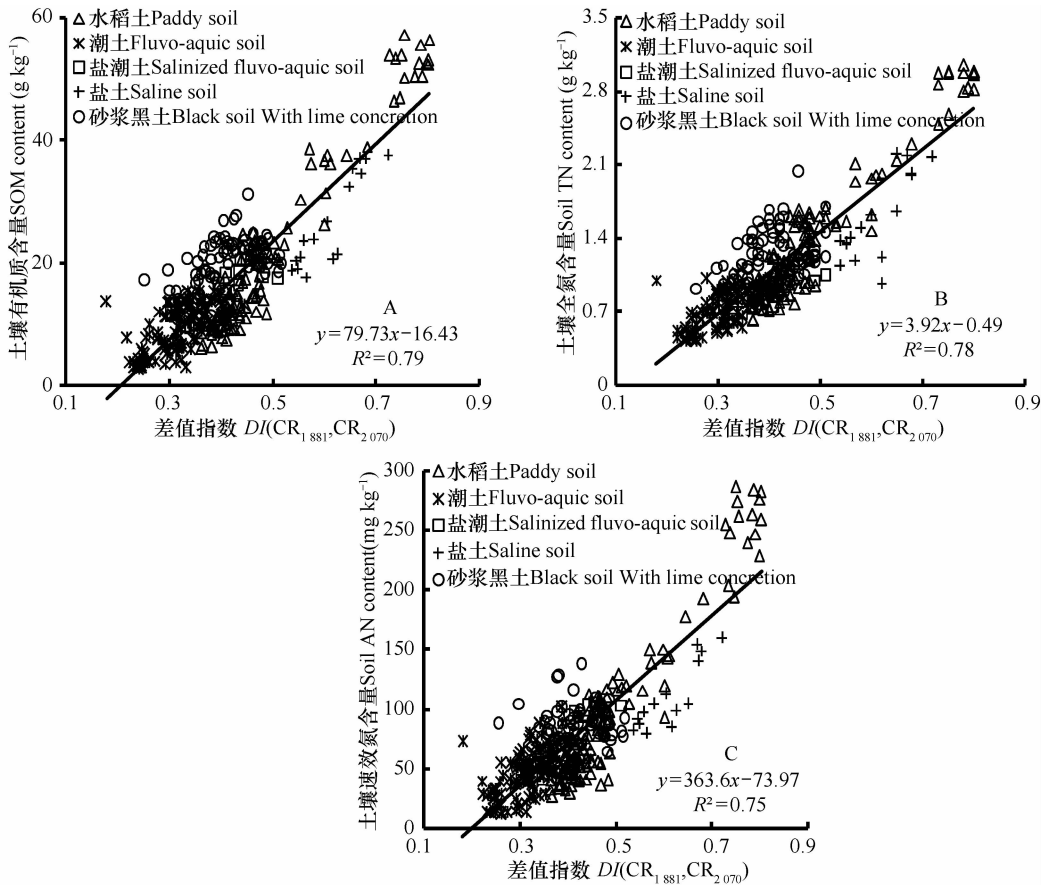 60
40
20
0
0.1 0.3 0.5 0.7 0.9
土壤有机质含量SOM content (g kg⁻¹)
水稻土Paddy soil
潮土Fluvo-aquic soil
盐潮土Salinized fluvo-aquic soil
盐土Saline soil
砂浆黑土Black soil With lime concretion
A
y=79.73x−16.43
R²=0.79
差值指数 DI(CR₁ ₈₈₁,CR₂ ₀₇₀)
3.5
2.8
2.1
1.4
0.7
0
0.1 0.3 0.5 0.7 0.9
土壤全氮含量Soil TN content (g kg⁻¹)
水稻土Paddy soil
潮土Fluvo-aquic soil
盐潮土Salinized fluvo-aquic soil
盐土Saline soil
砂浆黑土Black soil With lime concretion
B
y=3.92x−0.49
R²=0.78
差值指数 DI(CR₁ ₈₈₁,CR₂ ₀₇₀)
300
250
200
150
100
50
0
0.1 0.3 0.5 0.7 0.9
土壤速效氮含量Soil AN content(mg kg⁻¹)
水稻土Paddy soil
潮土Fluvo-aquic soil
盐潮土Salinized fluvo-aquic soil
盐土Saline soil
砂浆黑土Black soil With lime concretion
C
y=363.6x−73.97
R²=0.75
差值指数 DI(CR₁ ₈₈₁,CR₂ ₀₇₀)